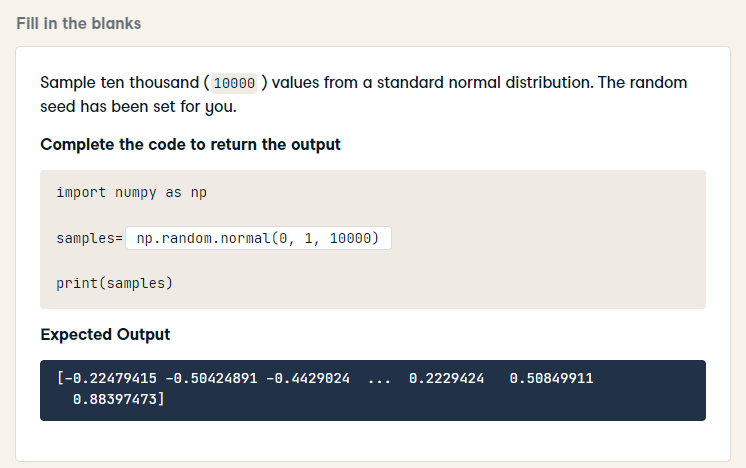 Fill in the blanks
Sample ten thousand ( 10000 ) values from a standard normal distribution. The random
seed has been set for you.
Complete the code to return the output
import numpy as np
samples= np.random.normal(0, 1, 10000)
print(samples)
Expected Output
[-0.22479415 -0.50424891 -0.4429024  ...  0.2229424   0.50849911
  0.88397473]